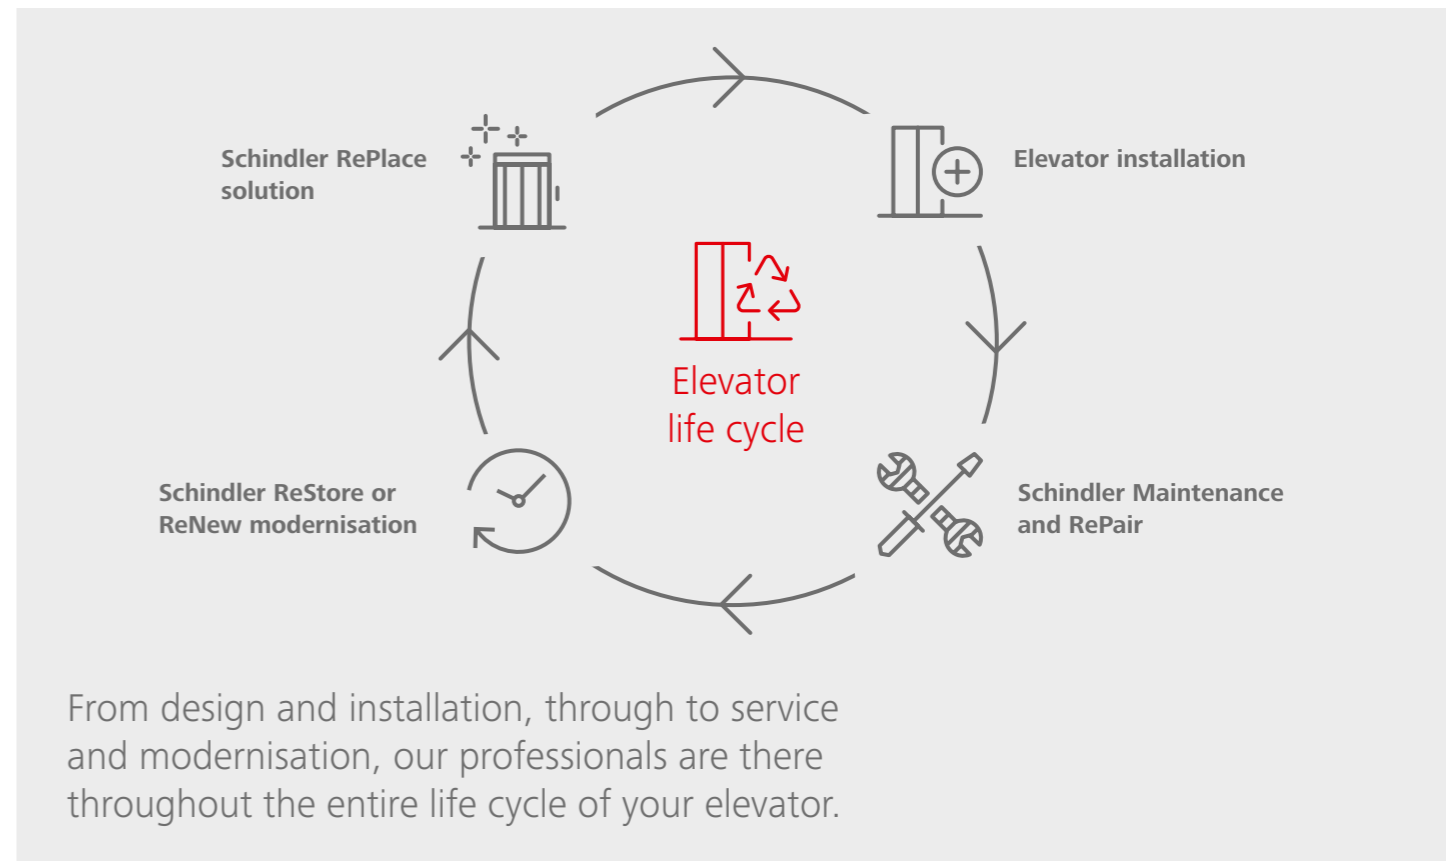 Schindler RePlace
solution
Elevator installation
Elevator
life cycle
Schindler ReStore or
ReNew modernisation
Schindler Maintenance
and RePair
From design and installation, through to service
and modernisation, our professionals are there
throughout the entire life cycle of your elevator.